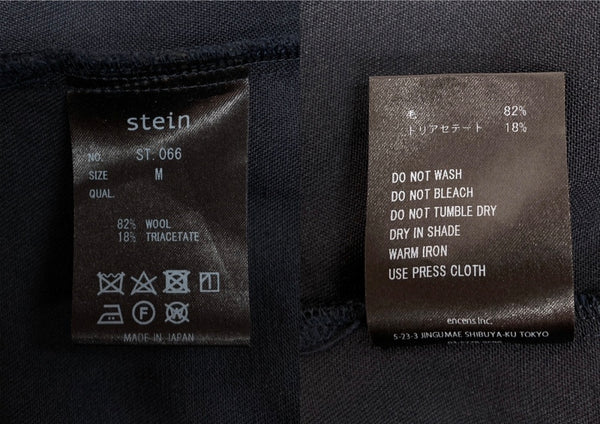 stein
NO. ST. 066
SIZE M
QUAL.
82% WOOL
18% TRIACETATE
F W
MADE IN JAPAN
毛 82%
トリアセテート 18%
DO NOT WASH
DO NOT BLEACH
DO NOT TUMBLE DRY
DRY IN SHADE
WARM IRON
USE PRESS CLOTH
encens.Inc.
5-23-3 JINGUMAE SHIBUYA-KU TOKYO